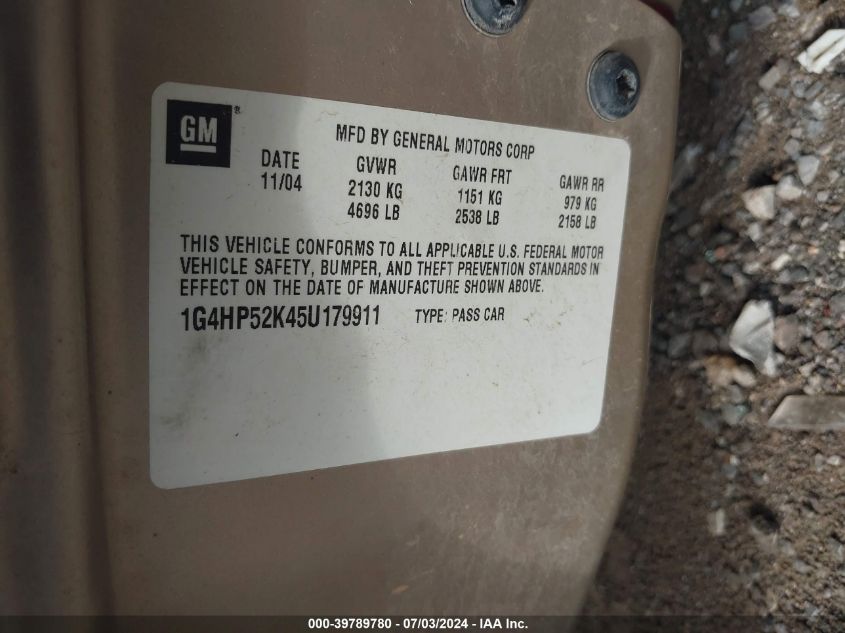 GM ®
MFD BY GENERAL MOTORS CORP
DATE GVWR GAWR FRT GAWR RR
11/04 2130 KG 1151 KG 979 KG
4696 LB 2538 LB 2158 LB
THIS VEHICLE CONFORMS TO ALL APPLICABLE U.S. FEDERAL MOTOR
VEHICLE SAFETY, BUMPER, AND THEFT PREVENTION STANDARDS IN
EFFECT ON THE DATE OF MANUFACTURE SHOWN ABOVE.
1G4HP52K45U179911 TYPE: PASS CAR
000-39789780 - 07/03/2024 - IAA Inc.